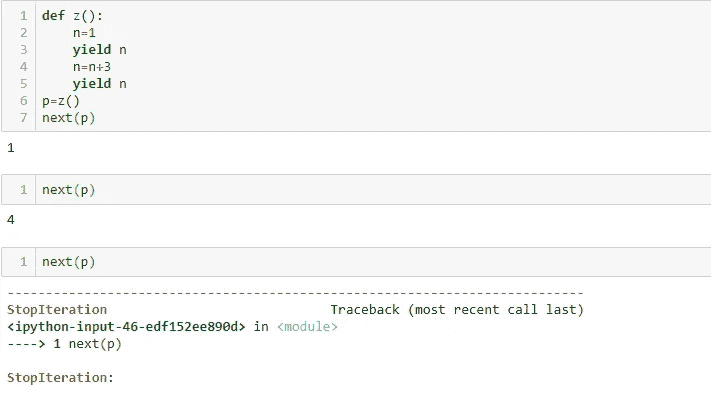 1 def z():
2     n=1
3     yield n
4     n=n+3
5     yield n
6 p=z()
7 next(p)
1
1 next(p)
4
1 next(p)
---------------------------------------------------------------------------
StopIteration                             Traceback (most recent call last)
<ipython-input-46-edf152ee890d> in <module>
----> 1 next(p)
StopIteration: